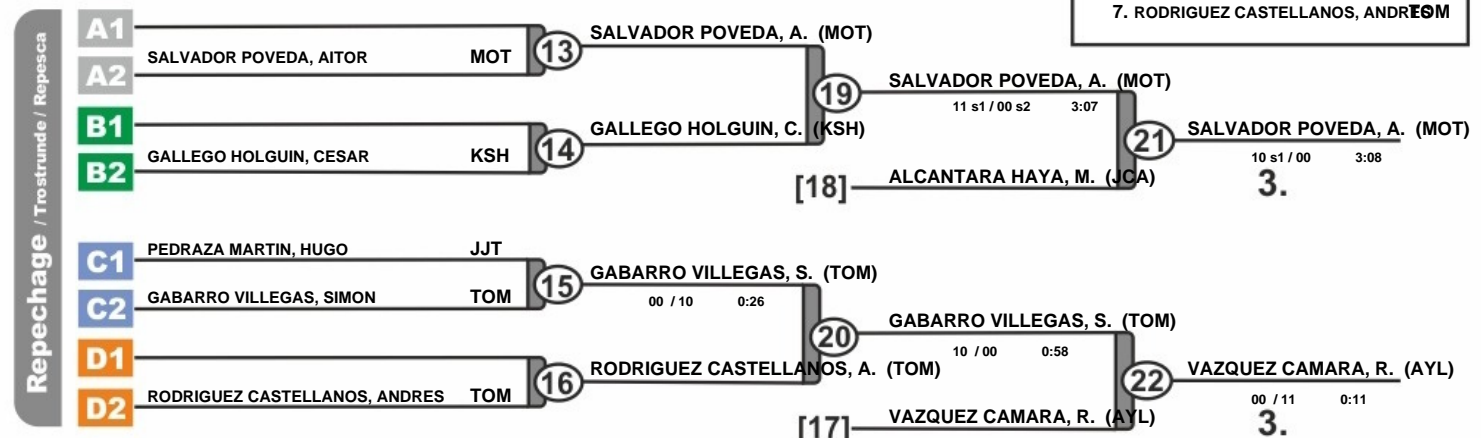 7. RODRIGUEZ CASTELLANOS, ANDRES TOM
Repechage / Trostrunde / Repesca
A1
SALVADOR POVEDA, AITOR MOT
A2
13
SALVADOR POVEDA, A. (MOT)
B1
GALLEGO HOLGUIN, CESAR KSH
B2
14
GALLEGO HOLGUIN, C. (KSH)
19
SALVADOR POVEDA, A. (MOT)
11 s1 / 00 s2 3:07
[18] ALCANTARA HAYA, M. (JCA)
21
SALVADOR POVEDA, A. (MOT)
10 s1 / 00 3:08
3.
C1
PEDRAZA MARTIN, HUGO JJT
C2
GABARRO VILLEGAS, SIMON TOM
15
GABARRO VILLEGAS, S. (TOM)
00 / 10 0:26
D1
D2
RODRIGUEZ CASTELLANOS, ANDRES TOM
16
RODRIGUEZ CASTELLANOS, A. (TOM)
20
GABARRO VILLEGAS, S. (TOM)
10 / 00 0:58
[17] VAZQUEZ CAMARA, R. (AYL)
22
VAZQUEZ CAMARA, R. (AYL)
00 / 11 0:11
3.